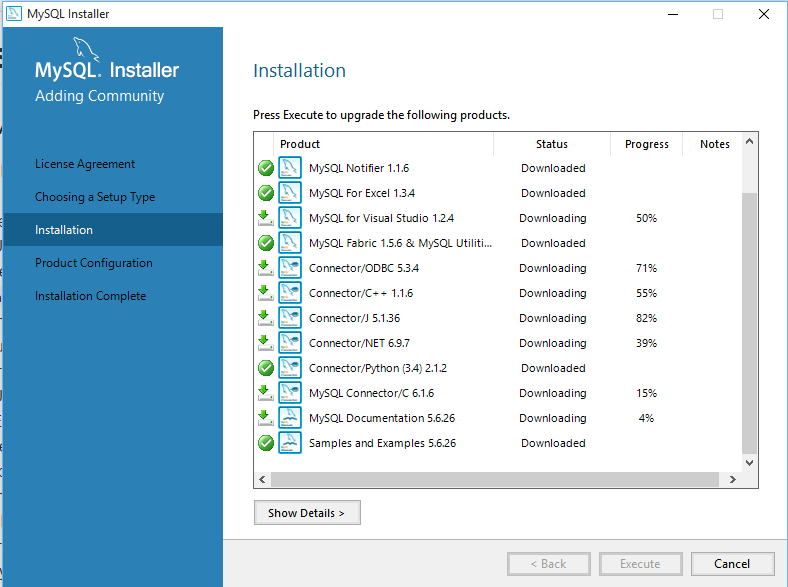 MySQL Installer
MySQL. Installer
Adding Community
License Agreement
Choosing a Setup Type
Installation
Product Configuration
Installation Complete
Installation
Press Execute to upgrade the following products.
Product Status Progress Notes
MySQL Notifier 1.1.6 Downloaded
MySQL For Excel 1.3.4 Downloaded
MySQL for Visual Studio 1.2.4 Downloading 50%
MySQL Fabric 1.5.6 & MySQL Utiliti... Downloaded
Connector/ODBC 5.3.4 Downloading 71%
Connector/C++ 1.1.6 Downloading 55%
Connector/J 5.1.36 Downloading 82%
Connector/NET 6.9.7 Downloading 39%
Connector/Python (3.4) 2.1.2 Downloaded
MySQL Connector/C 6.1.6 Downloading 15%
MySQL Documentation 5.6.26 Downloading 4%
Samples and Examples 5.6.26 Downloaded
Show Details >
< Back Execute Cancel